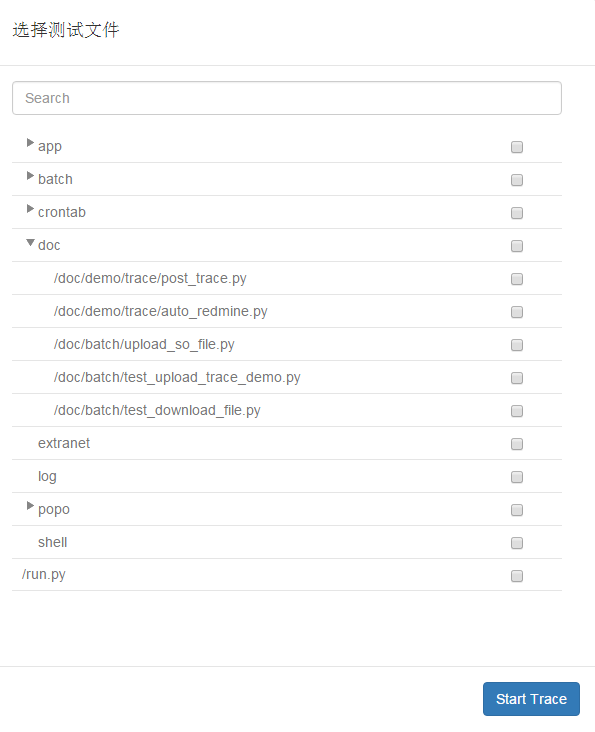 选择测试文件
Search
app
batch
crontab
doc
/doc/demo/trace/post_trace.py
/doc/demo/trace/auto_redmine.py
/doc/batch/upload_so_file.py
/doc/batch/test_upload_trace_demo.py
/doc/batch/test_download_file.py
extranet
log
popo
shell
/run.py
Start Trace